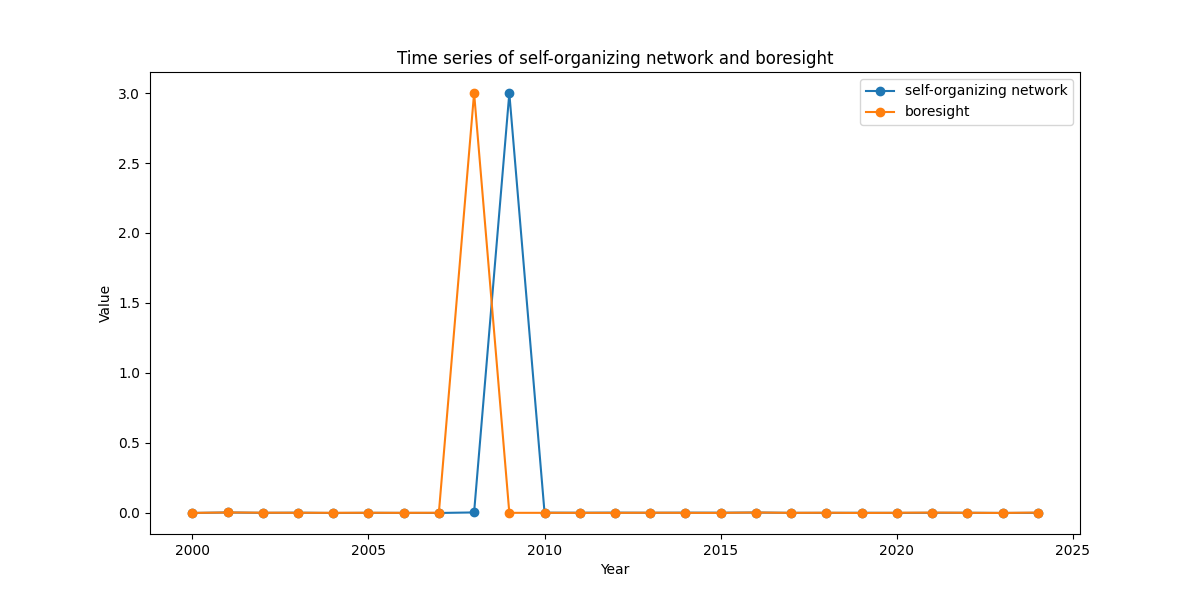 Time series of self-organizing network and boresight
self-organizing network
boresight
3.0
2.5
2.0
1.5
1.0
0.5
0.0
Value
2000 2005 2010 2015 2020 2025
Year